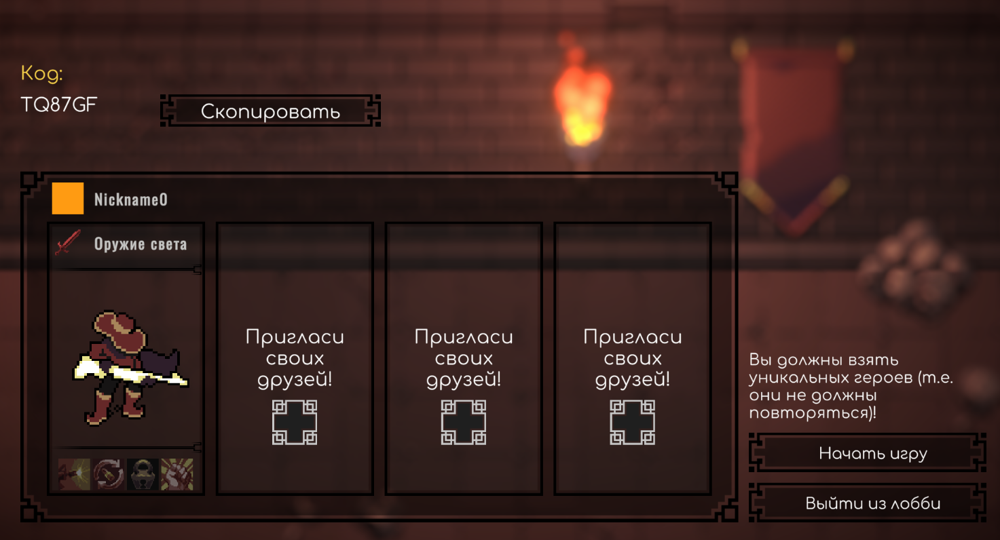 Код:
TQ87GF
Скопировать
Nickname0
Оружие света
Пригласи
своих
друзей!
Пригласи
своих
друзей!
Пригласи
своих
друзей!
Вы должны взять
уникальных героев (т.е.
они не должны
повторяться)!
Начать игру
Выйти из лобби